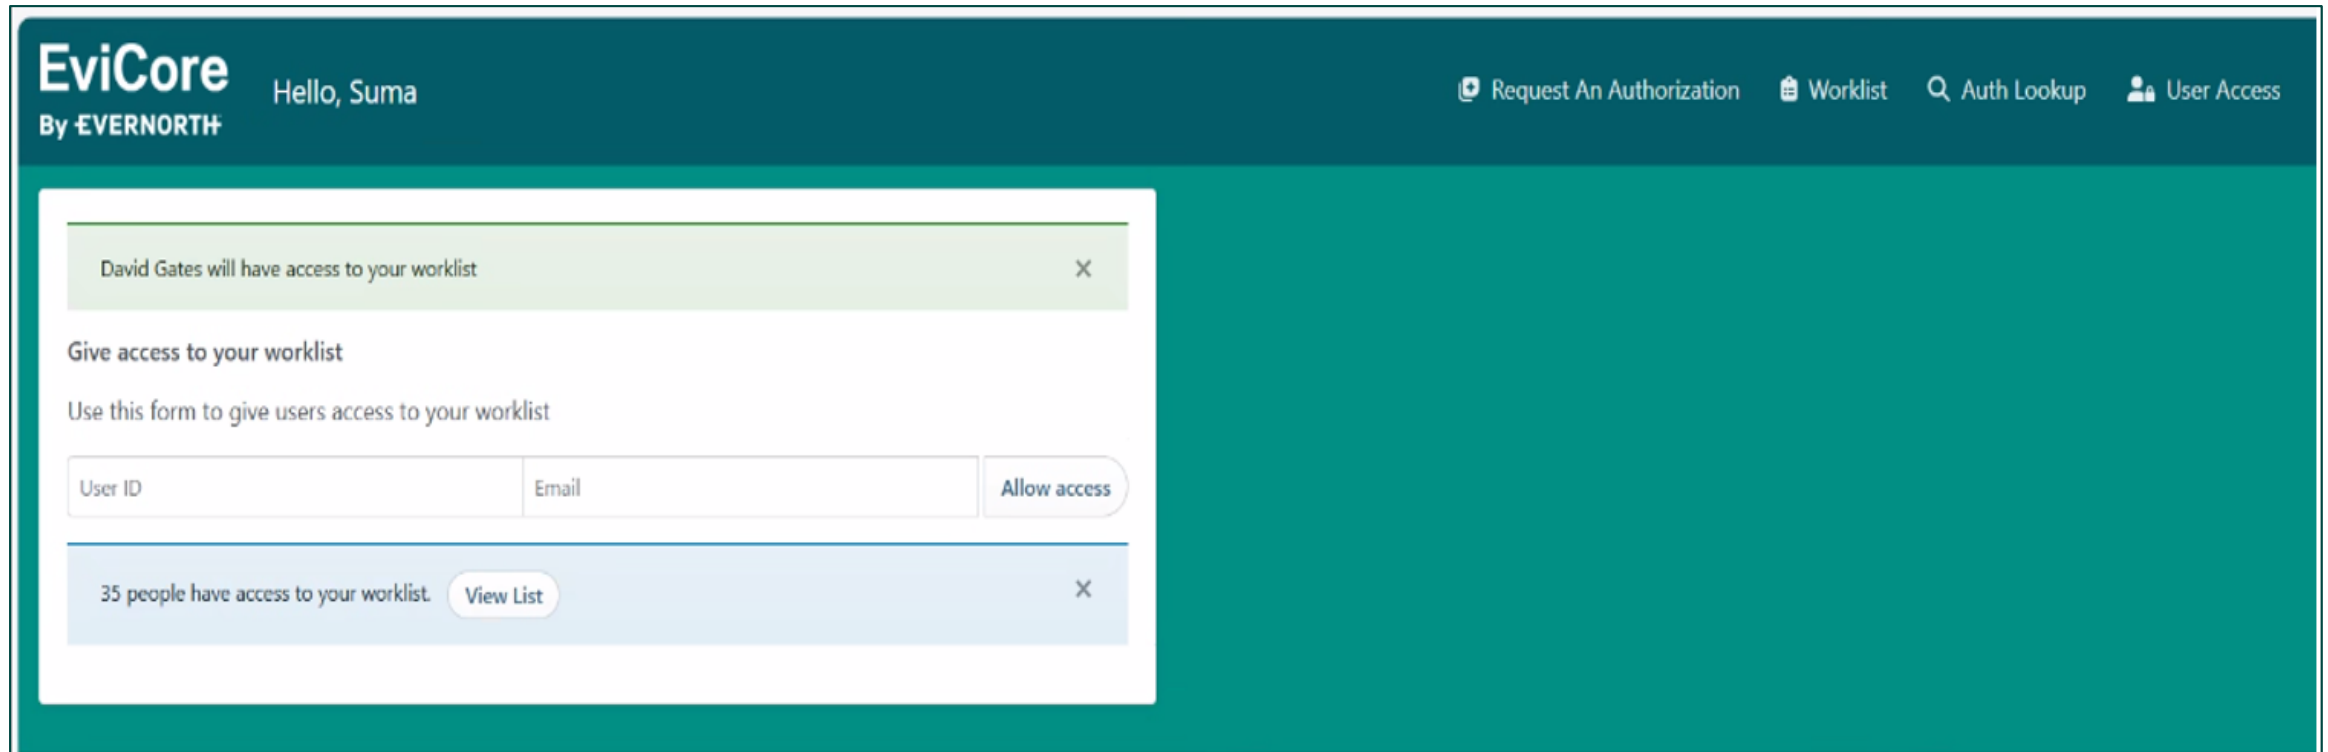 EviCore
By EVERNORTH
Hello, Suma
Request An Authorization
Worklist
Auth Lookup
User Access
David Gates will have access to your worklist
Give access to your worklist
Use this form to give users access to your worklist
User ID
Email
Allow access
35 people have access to your worklist.
View List